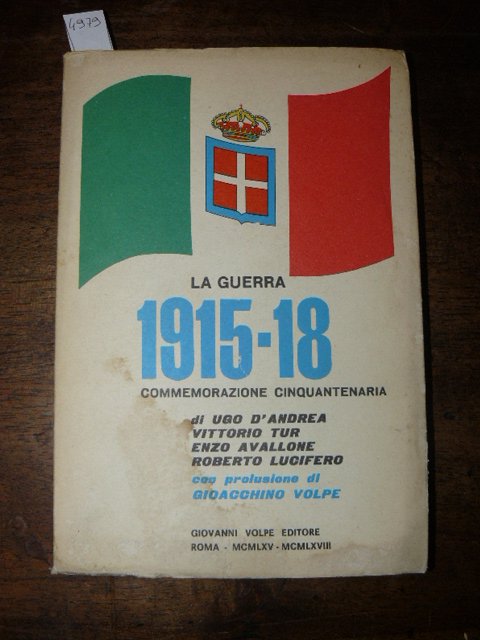 4979
LA GUERRA
1915-18
COMMEMORAZIONE CINQUANTENARIA
di UGO D'ANDREA
VITTORIO TUR
ENZO AVALLONE
ROBERTO LUCIFERO
con prolusione di
GIOACCHINO VOLPE
GIOVANNI VOLPE EDITORE
ROMA - MCMLXV - MCMLXVIII